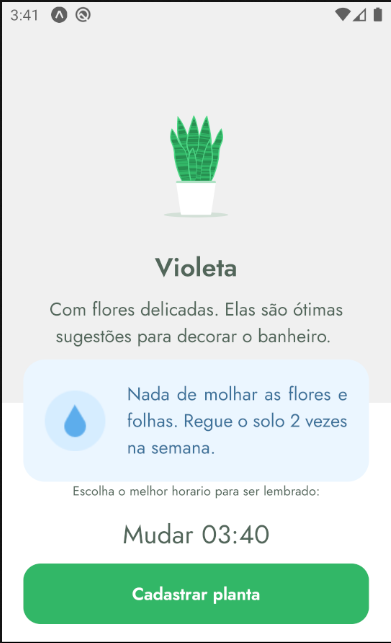 3:41
Violeta
Com flores delicadas. Elas são ótimas
sugestões para decorar o banheiro.
Nada de molhar as flores e
folhas. Regue o solo 2 vezes
na semana.
Escolha o melhor horario para ser lembrado:
Mudar 03:40
Cadastrar planta